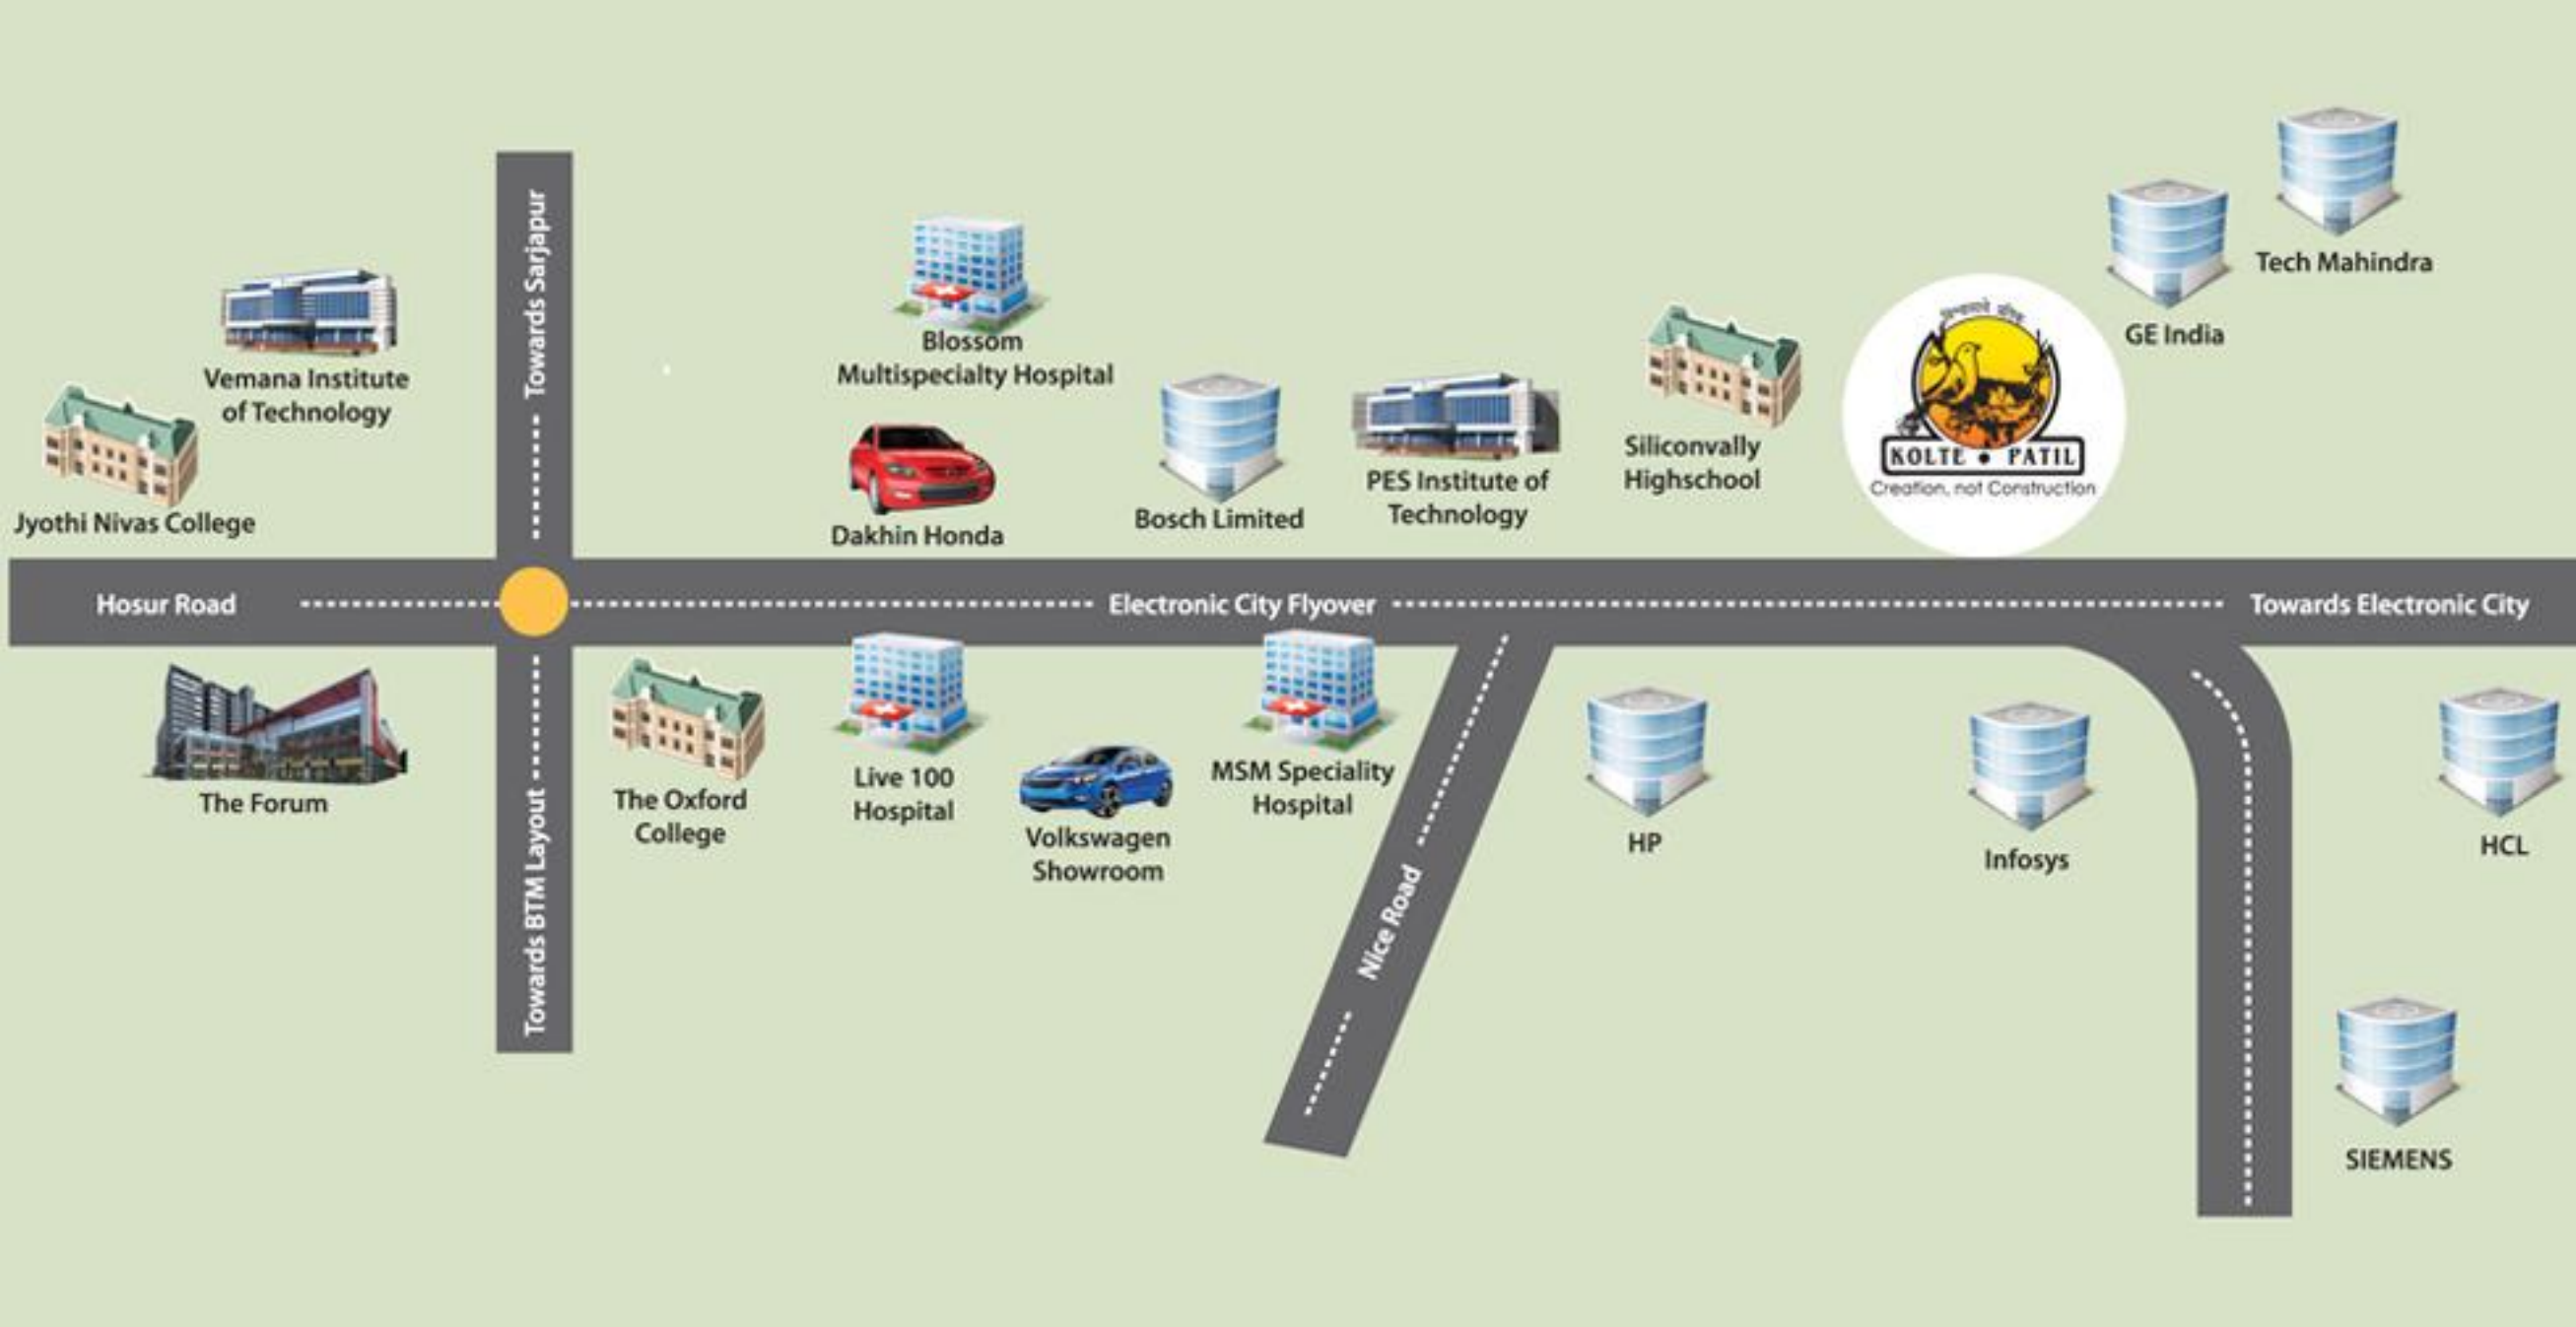 Tech Mahindra
GE India
Towards Sarjapur
Blossom
Multispecialty Hospital
Vemana Institute
of Technology
Jyothi Nivas College
Dakhin Honda
Bosch Limited
PES Institute of
Technology
Siliconvally
Highschool
KOLTE • PATIL
Creation, not Construction
Hosur Road
Electronic City Flyover
Towards Electronic City
The Forum
Towards BTM Layout
The Oxford
College
Live 100
Hospital
Volkswagen
Showroom
MSM Speciality
Hospital
Nice Road
HP
Infosys
HCL
SIEMENS